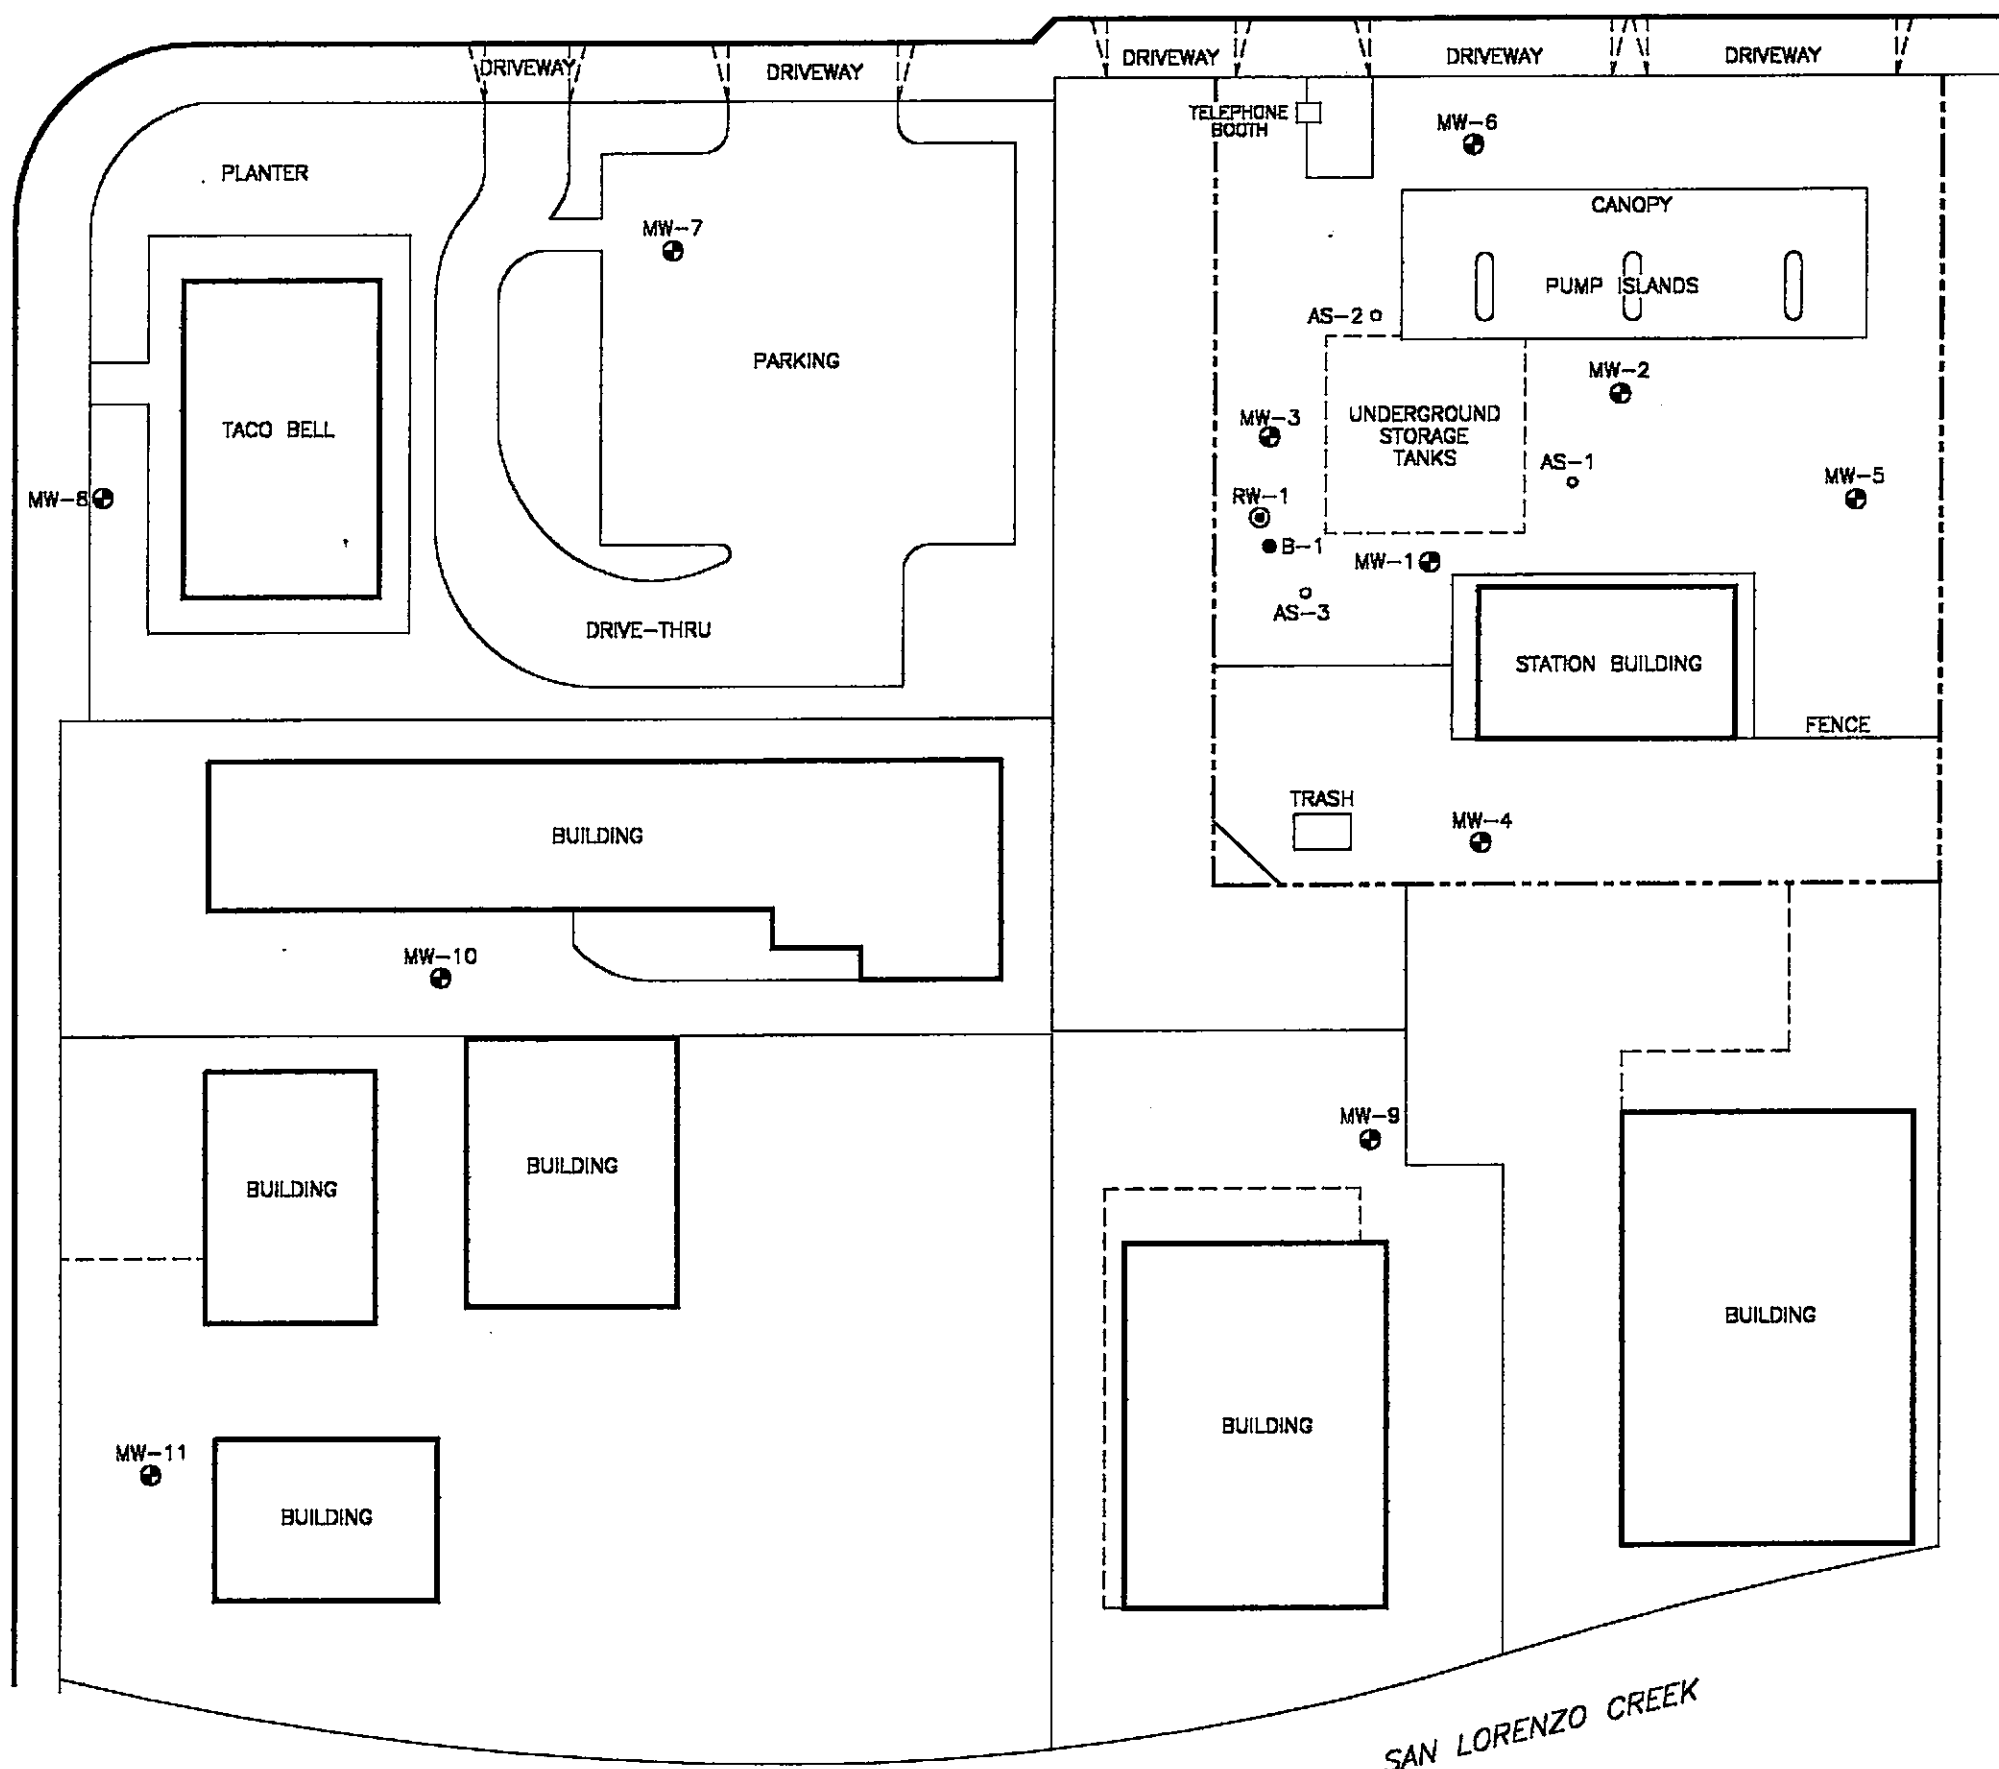 DRIVEWAY
DRIVEWAY
DRIVEWAY
DRIVEWAY
DRIVEWAY
TELEPHONE
BOOTH
MW-6
PLANTER
CANOPY
MW-7
PUMP ISLANDS
AS-2
PARKING
MW-2
TACO BELL
MW-3
UNDERGROUND
STORAGE
TANKS
AS-1
MW-5
MW-8
RW-1
B-1
MW-1
AS-3
DRIVE-THRU
STATION BUILDING
FENCE
TRASH
MW-4
BUILDING
MW-10
MW-9
BUILDING
BUILDING
BUILDING
BUILDING
MW-11
BUILDING
SAN LORENZO CREEK